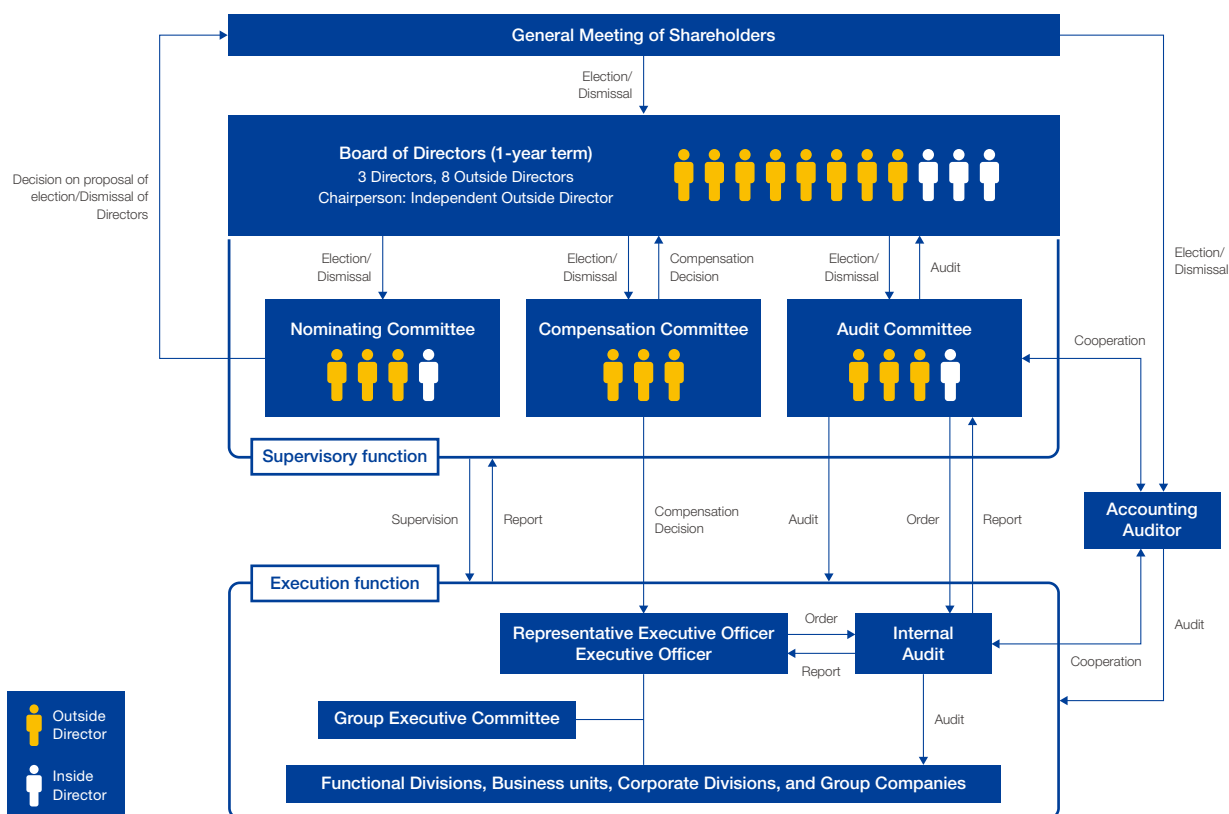 General Meeting of Shareholders
Election/
Dismissal
Board of Directors (1-year term)
3 Directors, 8 Outside Directors
Chairperson: Independent Outside Director
Decision on proposal of
election/Dismissal of
Directors
Election/
Dismissal
Election/
Dismissal
Compensation
Decision
Election/
Dismissal
Audit
Election/
Dismissal
Nominating Committee
Compensation Committee
Audit Committee
Cooperation
Supervisory function
Supervision
Report
Compensation
Decision
Audit
Order
Report
Accounting
Auditor
Execution function
Representative Executive Officer
Executive Officer
Order
Report
Internal
Audit
Cooperation
Audit
Group Executive Committee
Audit
Functional Divisions, Business units, Corporate Divisions, and Group Companies
Outside
Director
Inside
Director